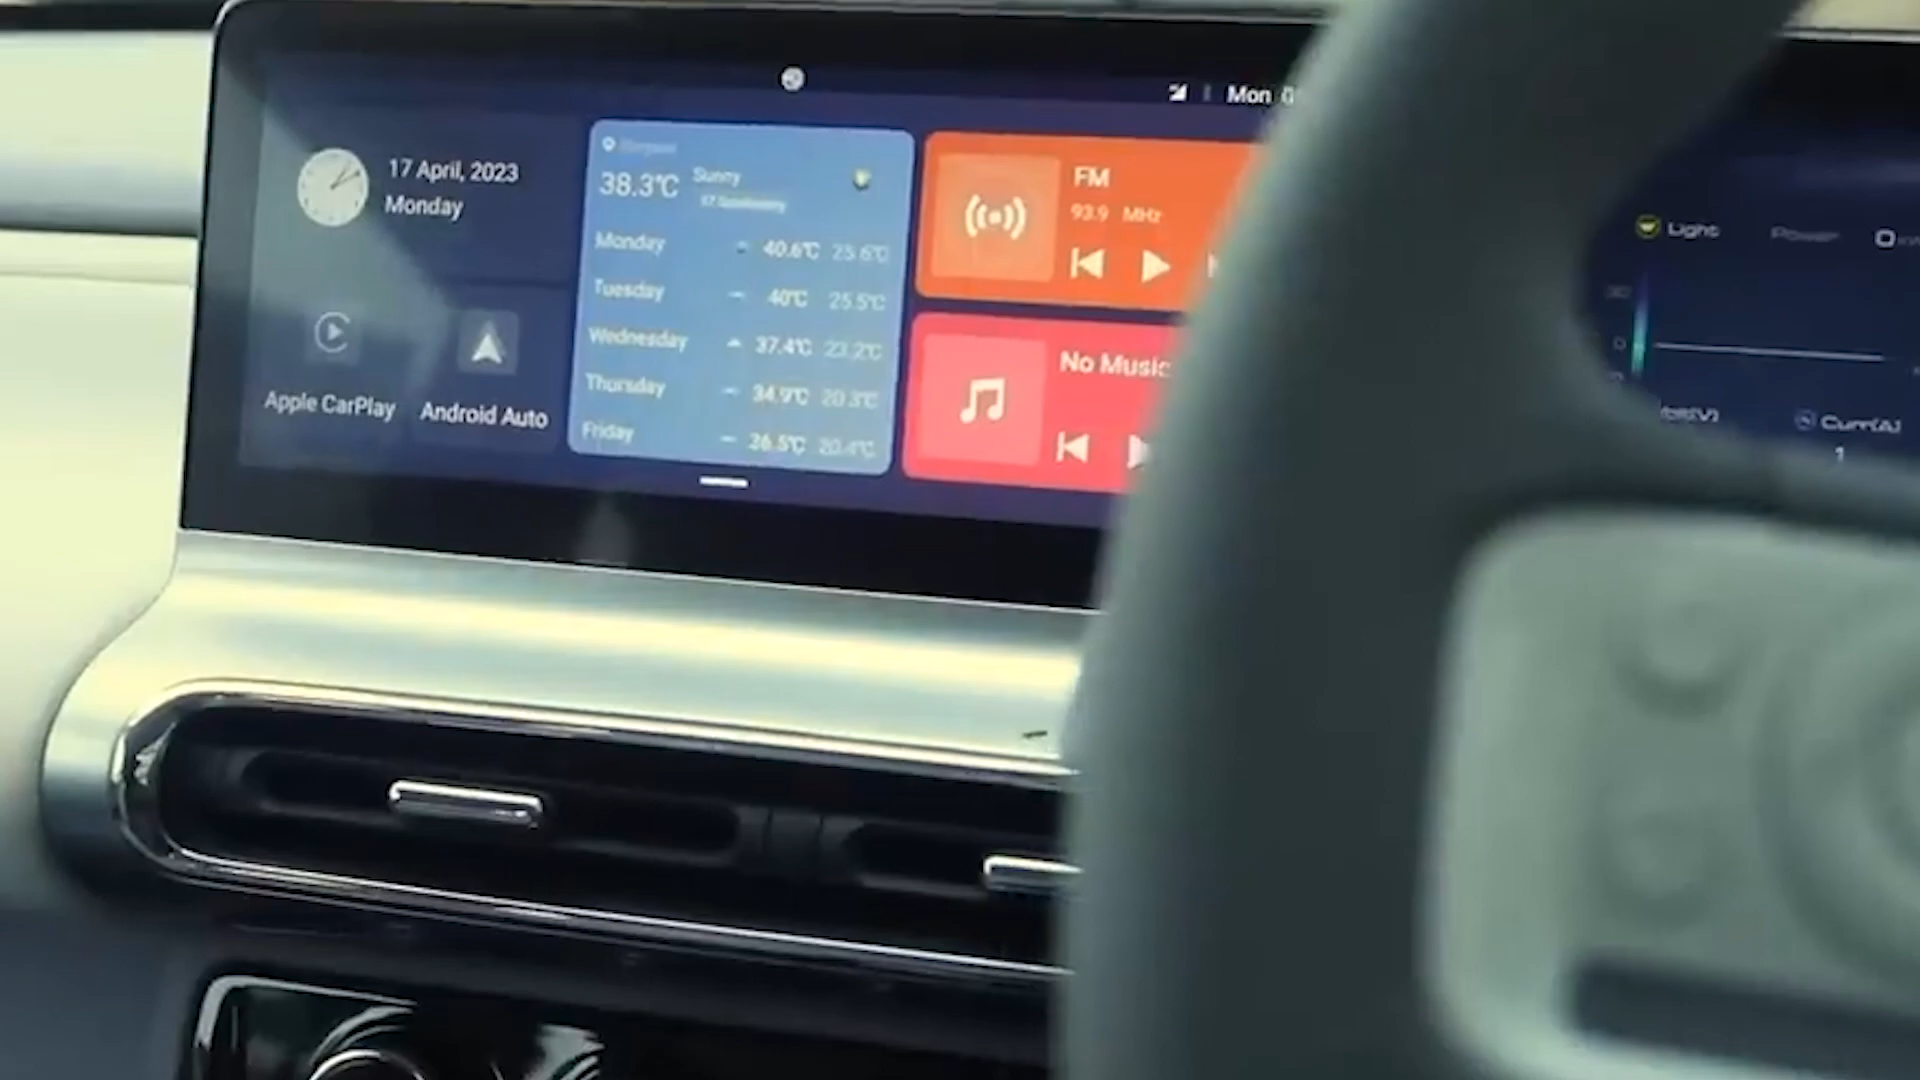 Mon
17 April, 2023
Monday
Apple CarPlay
Android Auto
38.3℃
Sunny
Monday 40.6℃ 25.6℃
Tuesday 40℃ 25.5℃
Wednesday 37.4℃ 23.2℃
Thursday 34.9℃ 20.3℃
Friday 26.5℃ 20.4℃
FM
93.9 MHz
No Music
Light
Power
0
Curr(A)
1